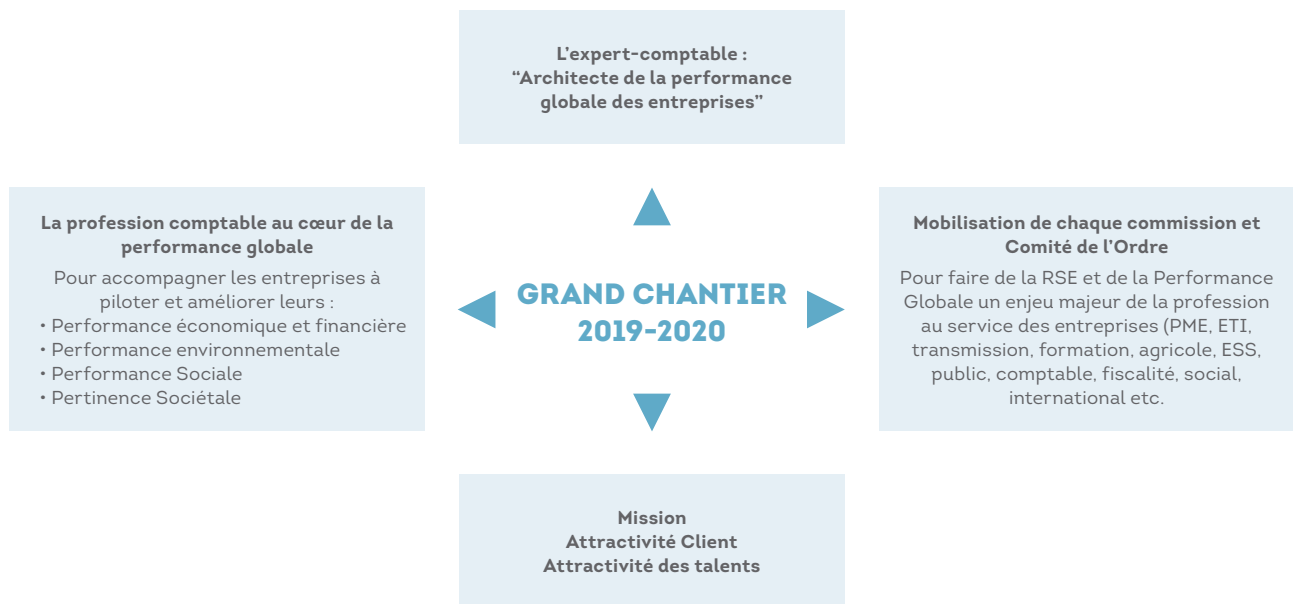 L’expert-comptable :
“Architecte de la performance
globale des entreprises”
La profession comptable au cœur de la
performance globale
Pour accompagner les entreprises à
piloter et améliorer leurs :
• Performance économique et financière
• Performance environnementale
• Performance Sociale
• Pertinence Sociétale
GRAND CHANTIER
2019-2020
Mobilisation de chaque commission et
Comité de l’Ordre
Pour faire de la RSE et de la Performance
Globale un enjeu majeur de la profession
au service des entreprises (PME, ETI,
transmission, formation, agricole, ESS,
public, comptable, fiscalité, social,
international etc.
Mission
Attractivité Client
Attractivité des talents